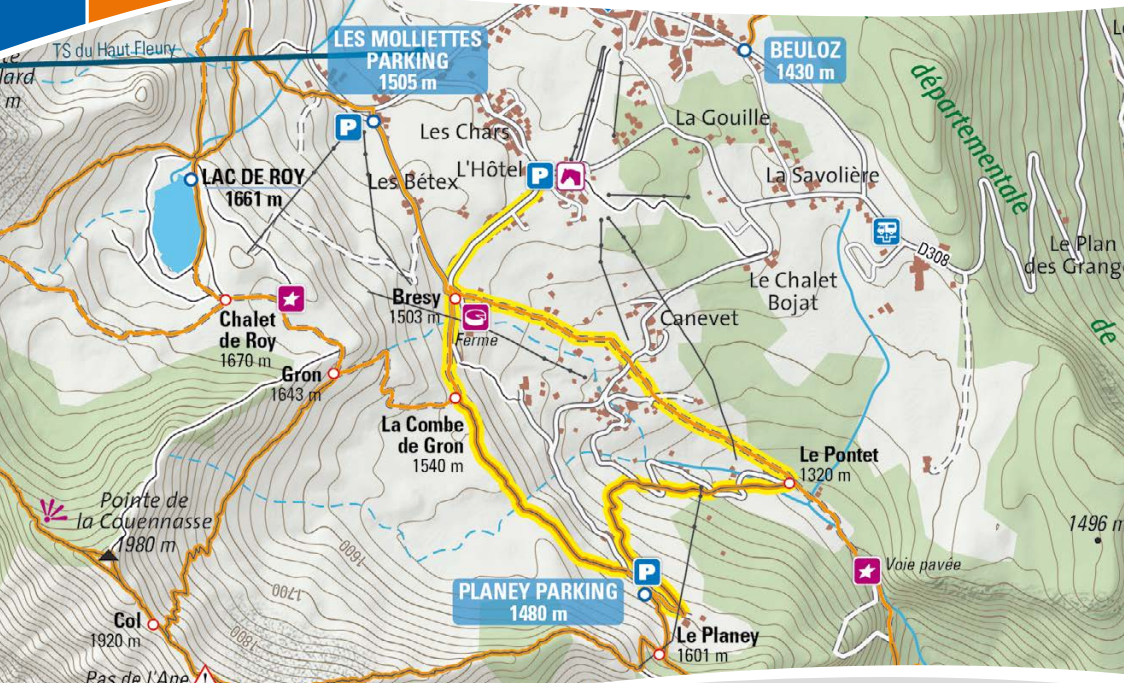 TS du Haut-Fleury
LES MOLLIETTES
PARKING
1505 m
BEULOZ
1430 m
lard
m
P
Les Chars
La Gouille
départementale
LAC DE ROY
1661 m
L'Hôtel
P
Les Bétex
La Savolière
D308
Le Plan
des Grang
Bresy
1503 m
Ferme
Canevet
Le Chalet
Bojat
de
Chalet
de Roy
1670 m
Gron
1643 m
La Combe
de Gron
1540 m
Le Pontet
1320 m
Pointe de
la Couennasse
1980 m
1496 m
1600
1700
1800
P
Voie pavée
PLANEY PARKING
1480 m
Col
1920 m
Le Planey
1601 m
Pas de l'Ane
!